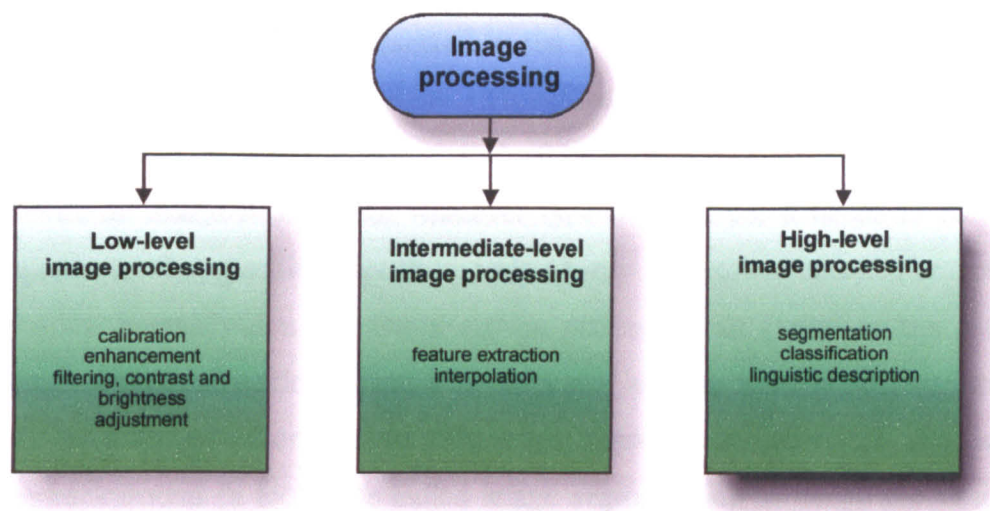 Image
processing
Low-level
image processing
calibration
enhancement
filtering, contrast and
brightness
adjustment
Intermediate-level
image processing
feature extraction
interpolation
High-level
image processing
segmentation
classification
linguistic description